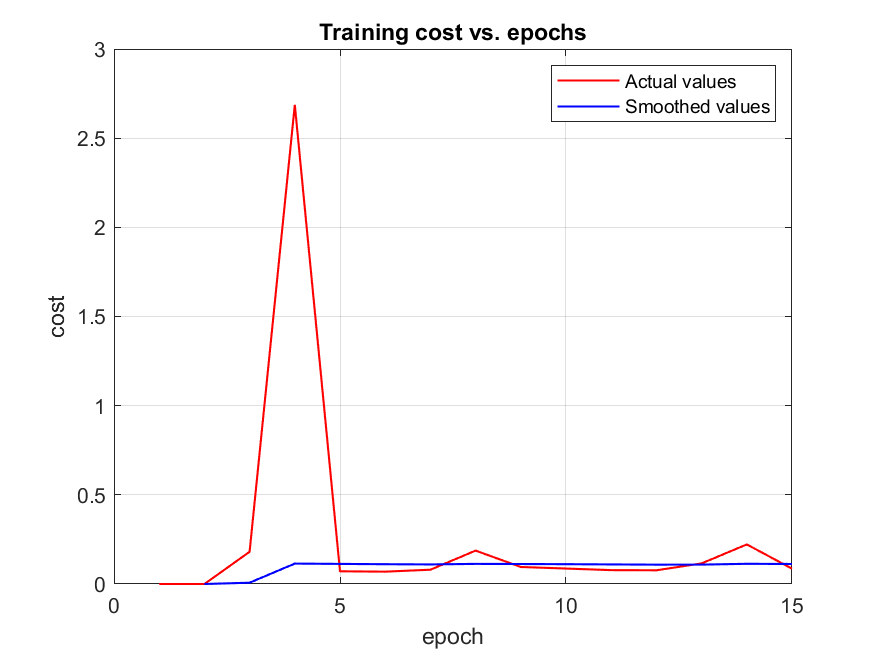 Training cost vs. epochs
3
2.5
2
1.5
1
0.5
0
cost
Actual values
Smoothed values
0 5 10 15
epoch